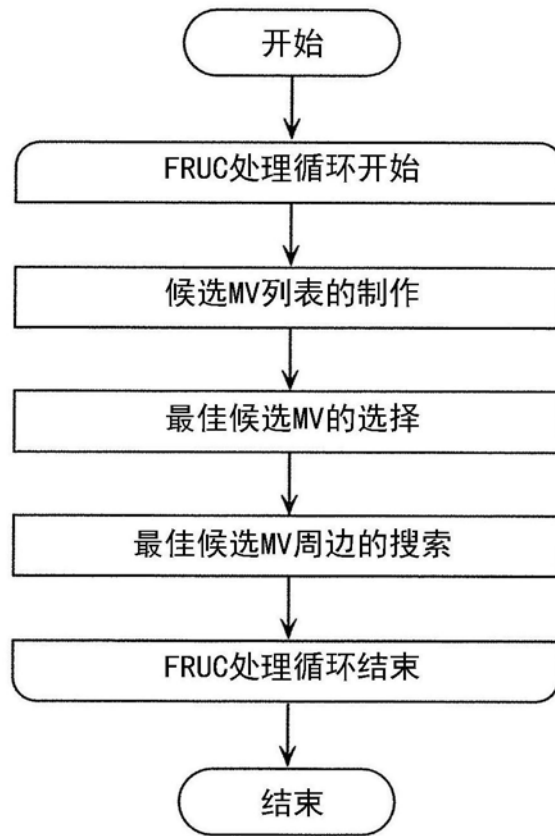 开始
FRUC处理循环开始
候选MV列表的制作
最佳候选MV的选择
最佳候选MV周边的搜索
FRUC处理循环结束
结束